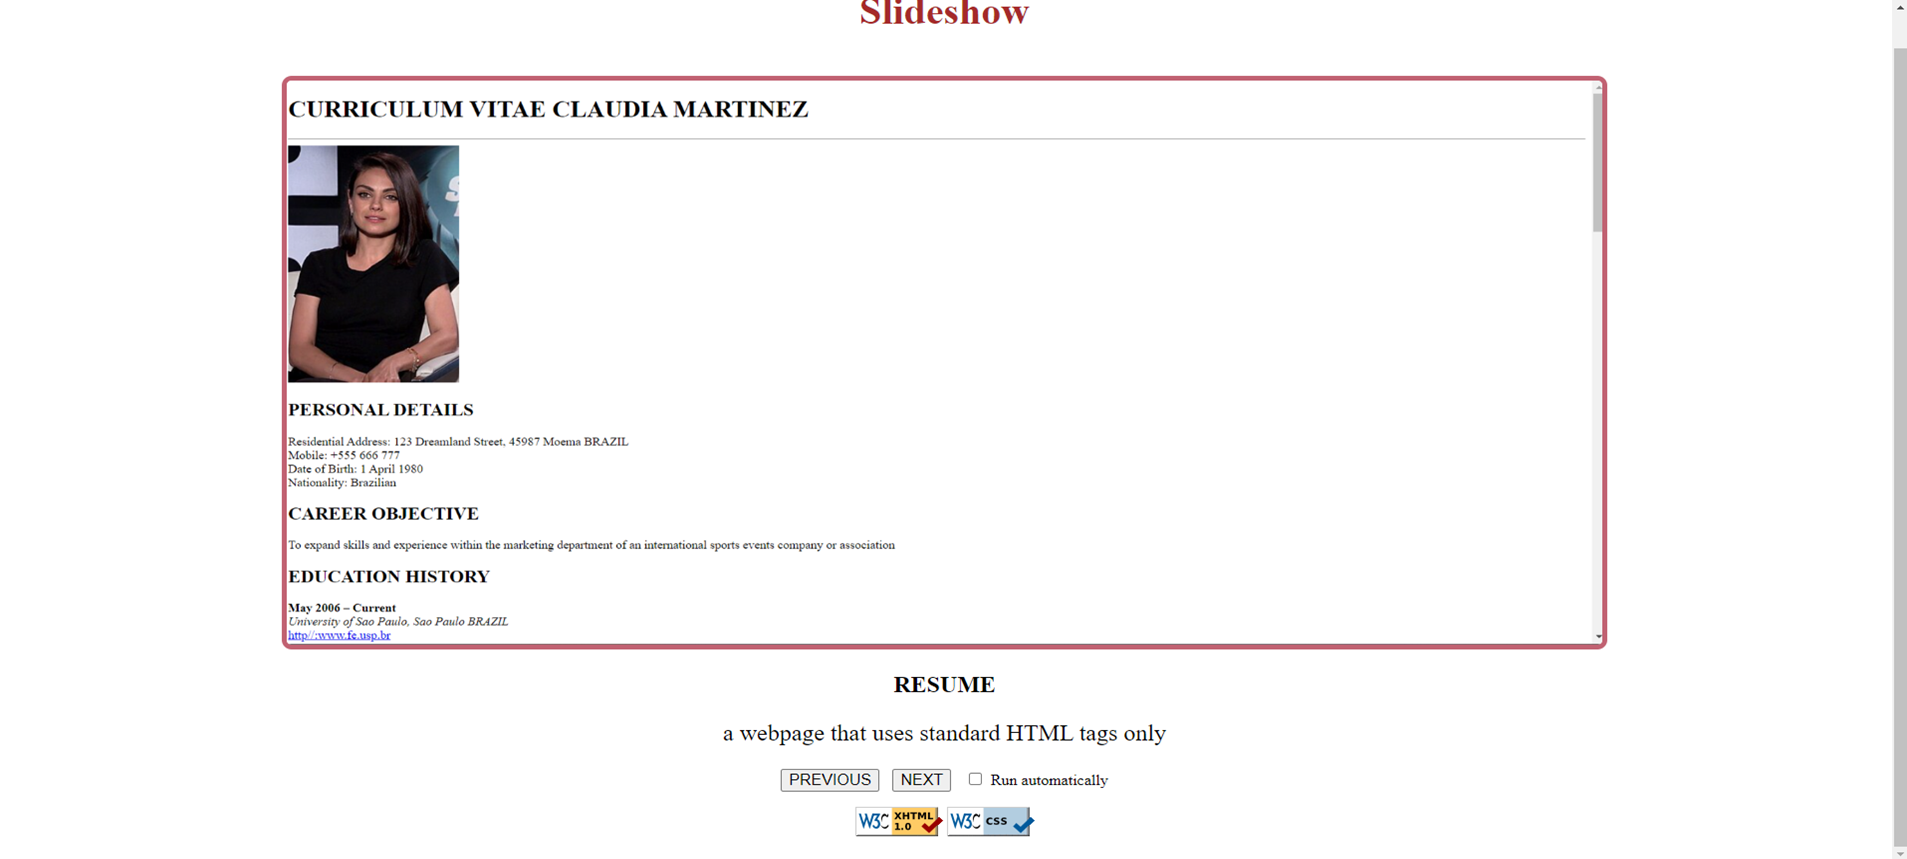 Slideshow
CURRICULUM VITAE CLAUDIA MARTINEZ
PERSONAL DETAILS
Residential Address: 123 Dreamland Street, 45987 Moema BRAZIL
Mobile: +555 666 777
Date of Birth: 1 April 1980
Nationality: Brazilian
CAREER OBJECTIVE
To expand skills and experience within the marketing department of an international sports events company or association
EDUCATION HISTORY
May 2006 – Current
University of Sao Paulo, Sao Paulo BRAZIL
http//:www.fe.usp.br
RESUME
a webpage that uses standard HTML tags only
PREVIOUS NEXT Run automatically
W3C XHTML 1.0 W3C css